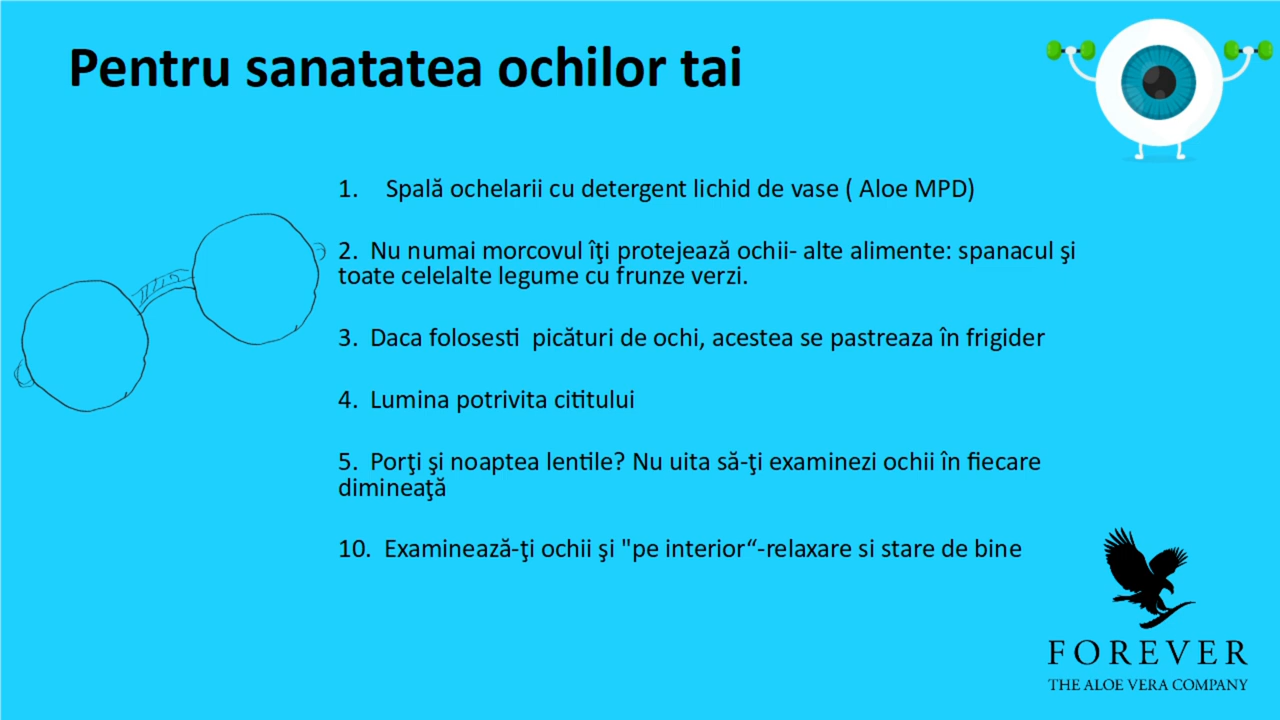 Pentru sanatatea ochilor tai
1. Spală ochelarii cu detergent lichid de vase ( Aloe MPD)
2. Nu numai morcovul îţi protejează ochii- alte alimente: spanacul şi
toate celelalte legume cu frunze verzi.
3. Daca folosesti picături de ochi, acestea se pastreaza în frigider
4. Lumina potrivita cititului
5. Porţi şi noaptea lentile? Nu uita să-ţi examinezi ochii în fiecare
dimineaţă
10. Examinează-ţi ochii şi "pe interior“-relaxare si stare de bine
FOREVER
THE ALOE VERA COMPANY